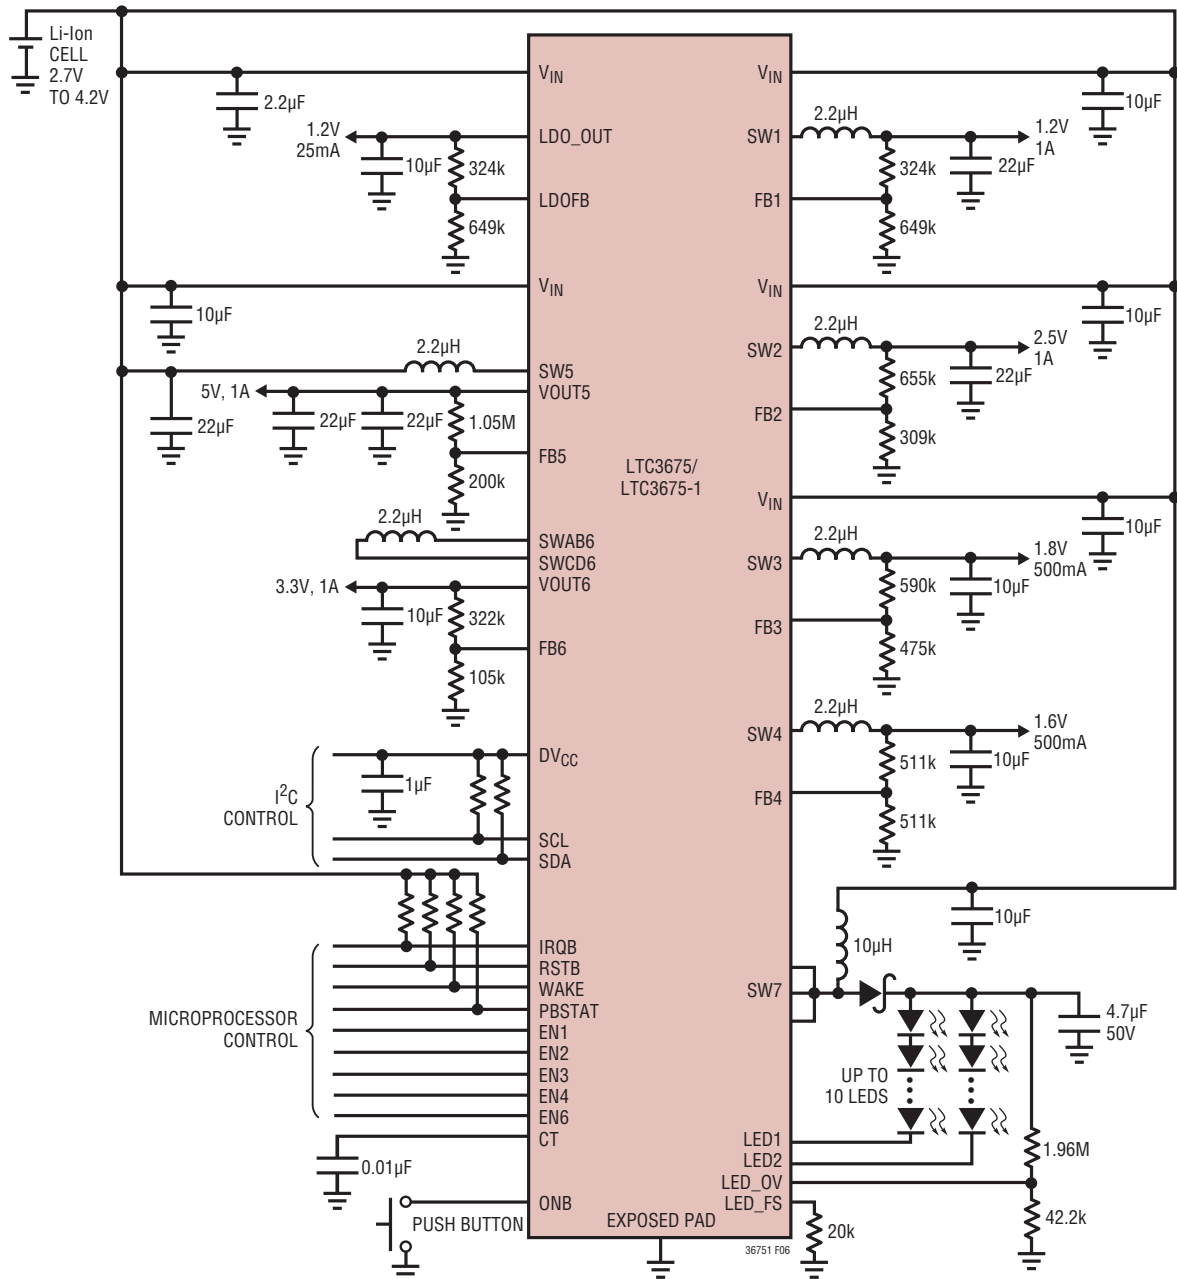 Li-Ion
CELL
2.7V
TO 4.2V
2.2µF
1.2V
25mA
10µF
324k
649k
10µF
2.2µH
5V, 1A
22µF
22µF
22µF
1.05M
200k
2.2µH
3.3V, 1A
10µF
322k
105k
I2C
CONTROL
1µF
MICROPROCESSOR
CONTROL
0.01µF
PUSH BUTTON
VIN
LDO_OUT
LDOFB
VIN
SW5
VOUT5
FB5
SWAB6
SWCD6
VOUT6
FB6
DVCC
SCL
SDA
IRQB
RSTB
WAKE
PBSTAT
EN1
EN2
EN3
EN4
EN6
CT
ONB
LTC3675/
LTC3675-1
EXPOSED PAD
VIN
SW1
FB1
VIN
SW2
FB2
VIN
SW3
FB3
SW4
FB4
SW7
LED1
LED2
LED_OV
LED_FS
10µF
2.2µH
1.2V
1A
324k
22µF
649k
10µF
2.2µH
2.5V
1A
655k
22µF
309k
10µF
2.2µH
1.8V
500mA
590k
10µF
475k
2.2µH
1.6V
500mA
511k
10µF
511k
10µF
10µH
4.7µF
50V
UP TO
10 LEDS
1.96M
42.2k
20k
36751 F06